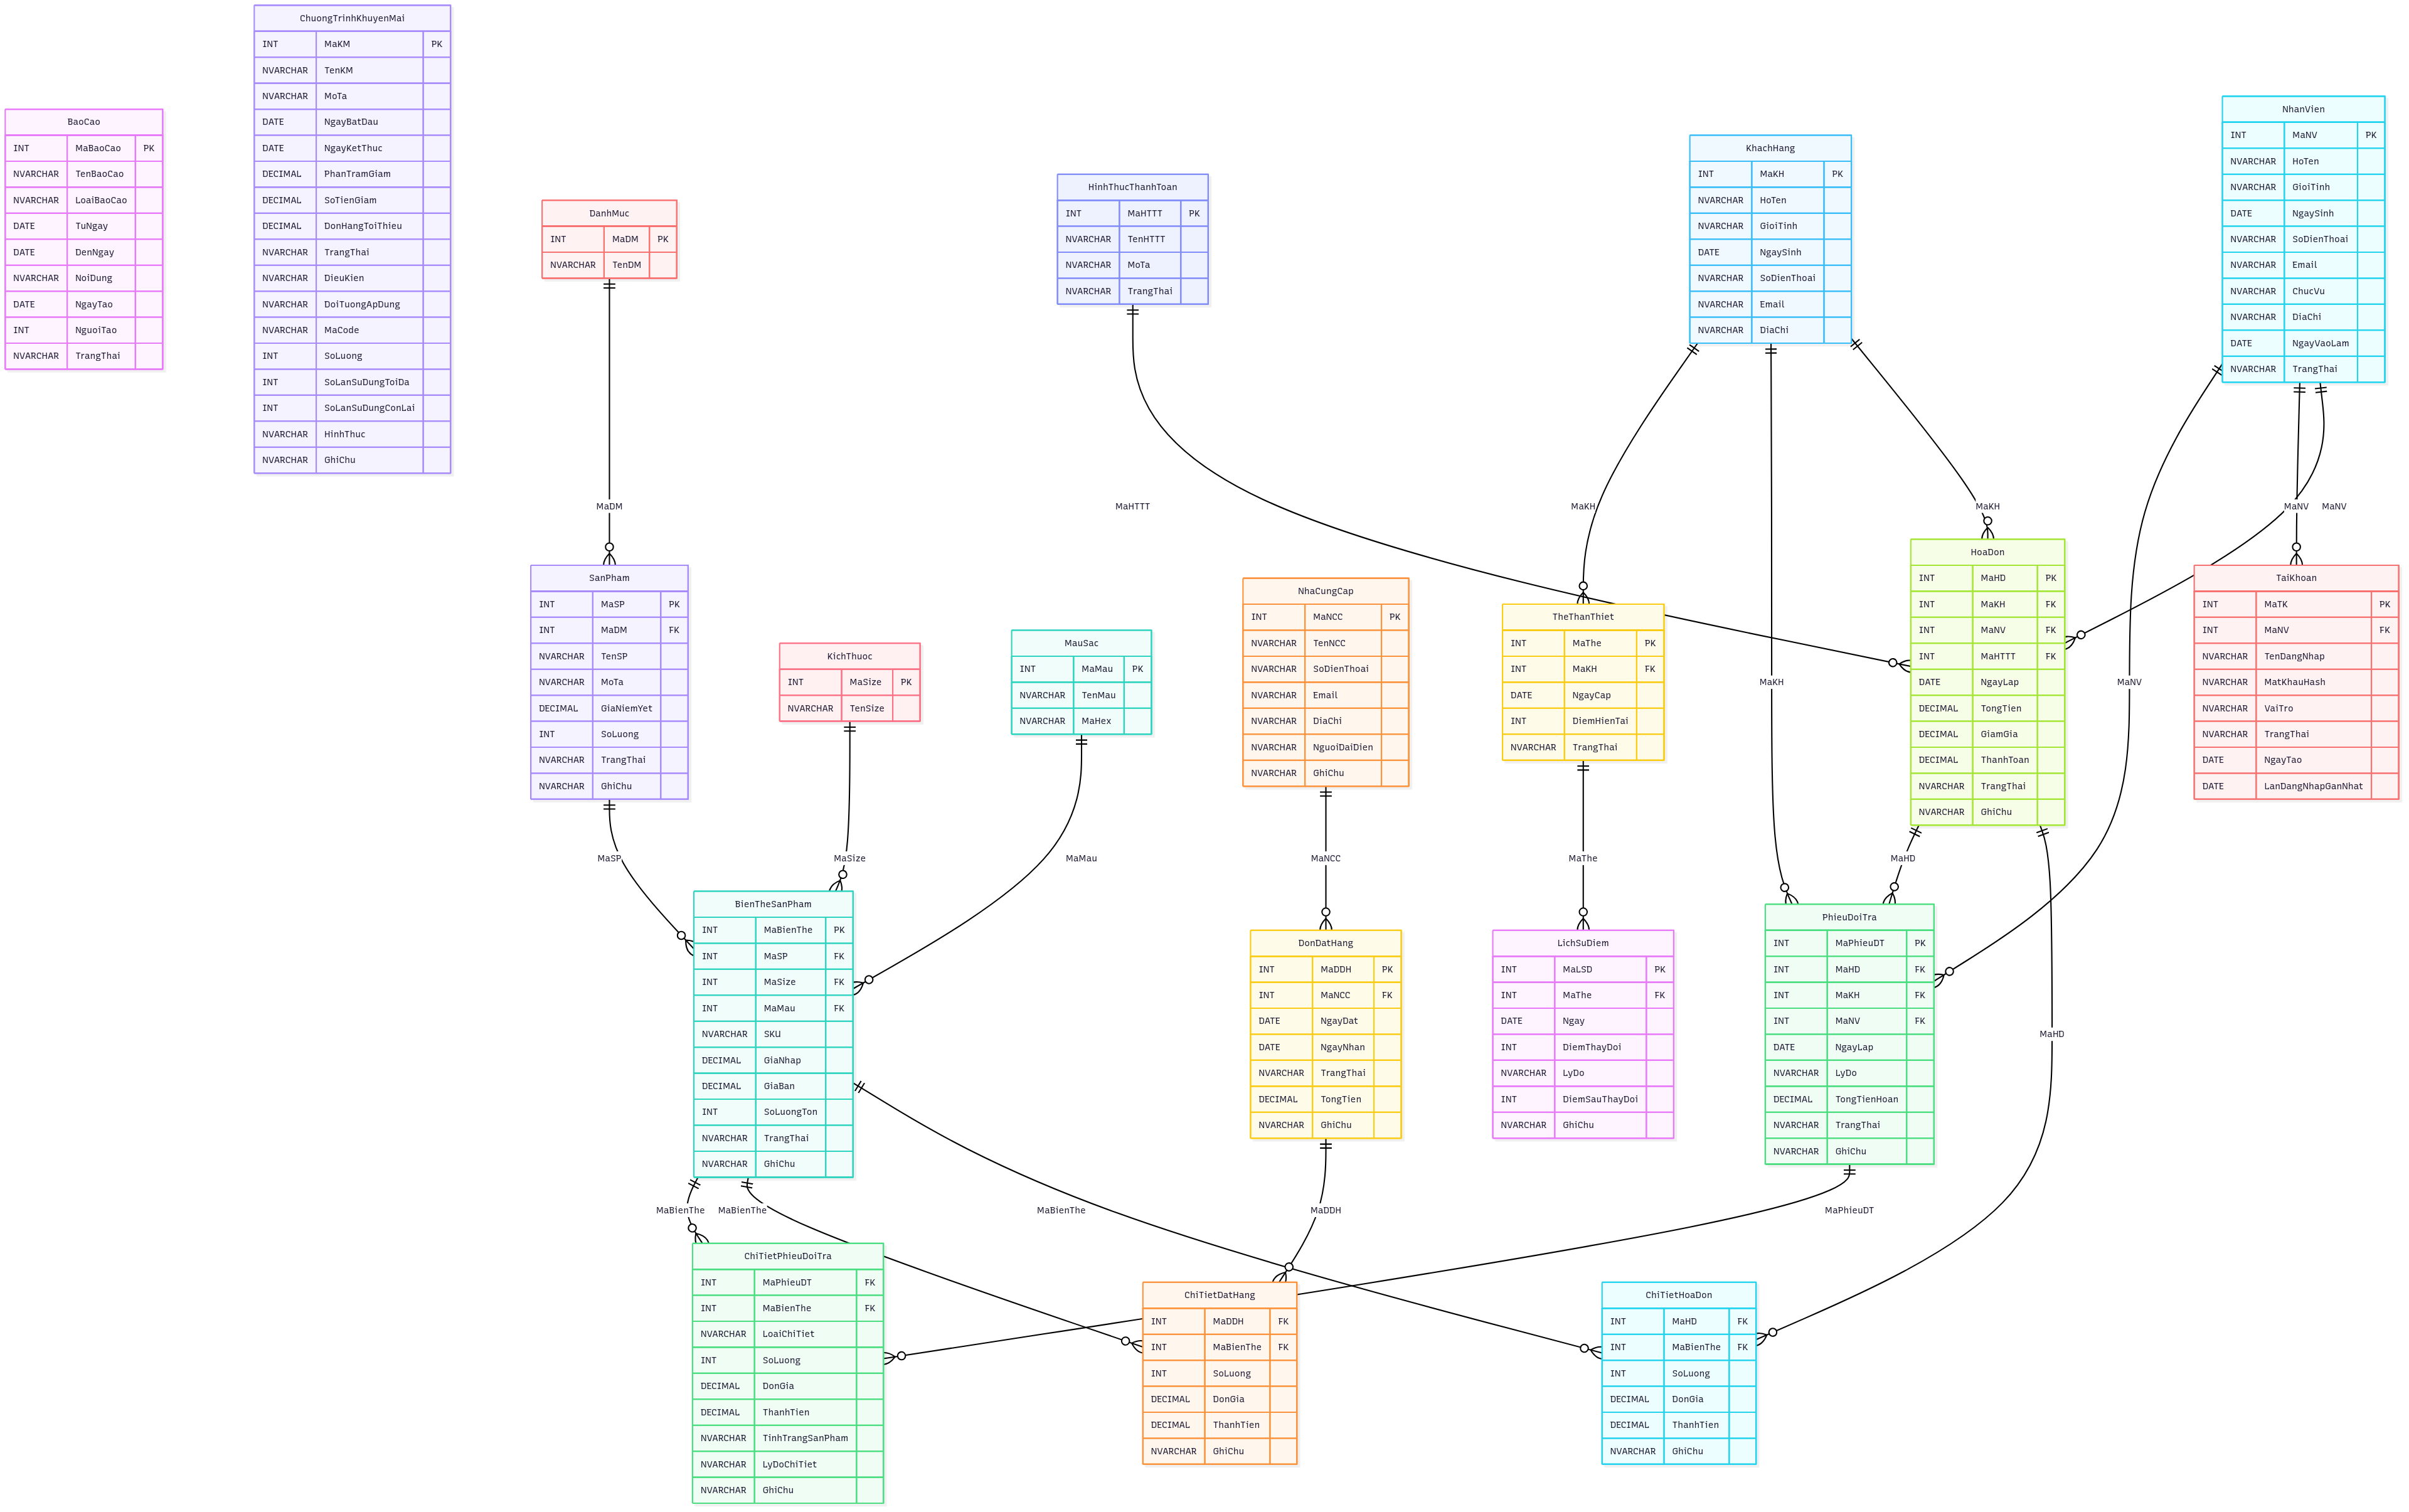 BaoCao
INT MaBaoCao PK
NVARCHAR TenBaoCao
NVARCHAR LoaiBaoCao
DATE TuNgay
DATE DenNgay
NVARCHAR NoiDung
DATE NgayTao
INT NguoiTao
NVARCHAR TrangThai
ChuongTrinhKhuyenMai
INT MaKM PK
NVARCHAR TenKM
NVARCHAR MoTa
DATE NgayBatDau
DATE NgayKetThuc
DECIMAL PhanTramGiam
DECIMAL SoTienGiam
DECIMAL DonHangToiThieu
NVARCHAR TrangThai
NVARCHAR DieuKien
NVARCHAR DoiTuongApDung
NVARCHAR MaCode
INT SoLuong
INT SoLanSuDungToiDa
INT SoLanSuDungConLai
NVARCHAR HinhThuc
NVARCHAR GhiChu
DanhMuc
INT MaDM PK
NVARCHAR TenDM
HinhThucThanhToan
INT MaHTTT PK
NVARCHAR TenHTTT
NVARCHAR MoTa
NVARCHAR TrangThai
KhachHang
INT MaKH PK
NVARCHAR HoTen
NVARCHAR GioiTinh
DATE NgaySinh
NVARCHAR SoDienThoai
NVARCHAR Email
NVARCHAR DiaChi
NhanVien
INT MaNV PK
NVARCHAR HoTen
NVARCHAR GioiTinh
DATE NgaySinh
NVARCHAR SoDienThoai
NVARCHAR Email
NVARCHAR ChucVu
NVARCHAR DiaChi
DATE NgayVaoLam
NVARCHAR TrangThai
MaDM
MaHTTT
MaKH
MaKH
MaNV
MaNV
SanPham
INT MaSP PK
INT MaDM FK
NVARCHAR TenSP
NVARCHAR MoTa
DECIMAL GiaNiemYet
INT SoLuong
NVARCHAR TrangThai
NVARCHAR GhiChu
KichThuoc
INT MaSize PK
NVARCHAR TenSize
MauSac
INT MaMau PK
NVARCHAR TenMau
NVARCHAR MaHex
NhaCungCap
INT MaNCC PK
NVARCHAR TenNCC
NVARCHAR SoDienThoai
NVARCHAR Email
NVARCHAR DiaChi
NVARCHAR NguoiDaiDien
NVARCHAR GhiChu
TheThanThiet
INT MaThe PK
INT MaKH FK
DATE NgayCap
INT DiemHienTai
NVARCHAR TrangThai
MaKH
HoaDon
INT MaHD PK
INT MaKH FK
INT MaNV FK
INT MaHTTT FK
DATE NgayLap
DECIMAL TongTien
DECIMAL GiamGia
DECIMAL ThanhToan
NVARCHAR TrangThai
NVARCHAR GhiChu
MaNV
TaiKhoan
INT MaTK PK
INT MaNV FK
NVARCHAR TenDangNhap
NVARCHAR MatKhauHash
NVARCHAR VaiTro
NVARCHAR TrangThai
DATE NgayTao
DATE LanDangNhapGanNhat
MaSP
MaSize
MaMau
MaNCC
MaThe
MaHD
BienTheSanPham
INT MaBienThe PK
INT MaSP FK
INT MaSize FK
INT MaMau FK
NVARCHAR SKU
DECIMAL GiaNhap
DECIMAL GiaBan
INT SoLuongTon
NVARCHAR TrangThai
NVARCHAR GhiChu
DonDatHang
INT MaDDH PK
INT MaNCC FK
DATE NgayDat
DATE NgayNhan
NVARCHAR TrangThai
DECIMAL TongTien
NVARCHAR GhiChu
LichSuDiem
INT MaLSD PK
INT MaThe FK
DATE Ngay
INT DiemThayDoi
NVARCHAR LyDo
INT DiemSauThayDoi
NVARCHAR GhiChu
PhieuDoiTra
INT MaPhieuDT PK
INT MaHD FK
INT MaKH FK
INT MaNV FK
DATE NgayLap
NVARCHAR LyDo
DECIMAL TongTienHoan
NVARCHAR TrangThai
NVARCHAR GhiChu
MaHD
MaBienThe
MaBienThe
MaBienThe
MaDDH
MaPhieuDT
ChiTietPhieuDoiTra
INT MaPhieuDT FK
INT MaBienThe FK
NVARCHAR LoaiChiTiet
INT SoLuong
DECIMAL DonGia
DECIMAL ThanhTien
NVARCHAR TinhTrangSanPham
NVARCHAR LyDoChiTiet
NVARCHAR GhiChu
ChiTietDatHang
INT MaDDH FK
INT MaBienThe FK
INT SoLuong
DECIMAL DonGia
DECIMAL ThanhTien
NVARCHAR GhiChu
ChiTietHoaDon
INT MaHD FK
INT MaBienThe FK
INT SoLuong
DECIMAL DonGia
DECIMAL ThanhTien
NVARCHAR GhiChu